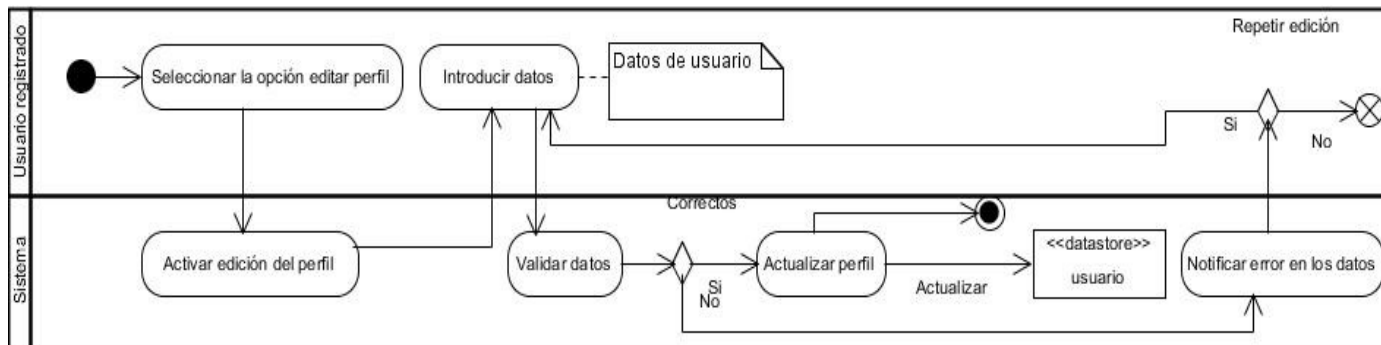 Usuario registrado
Seleccionar la opción editar perfil
Introducir datos
Datos de usuario
Repetir edición
Si
No
Sistema
Activar edición del perfil
Validar datos
Correctos
Si
No
Actualizar perfil
Actualizar
<<datastore>>
usuario
Notificar error en los datos